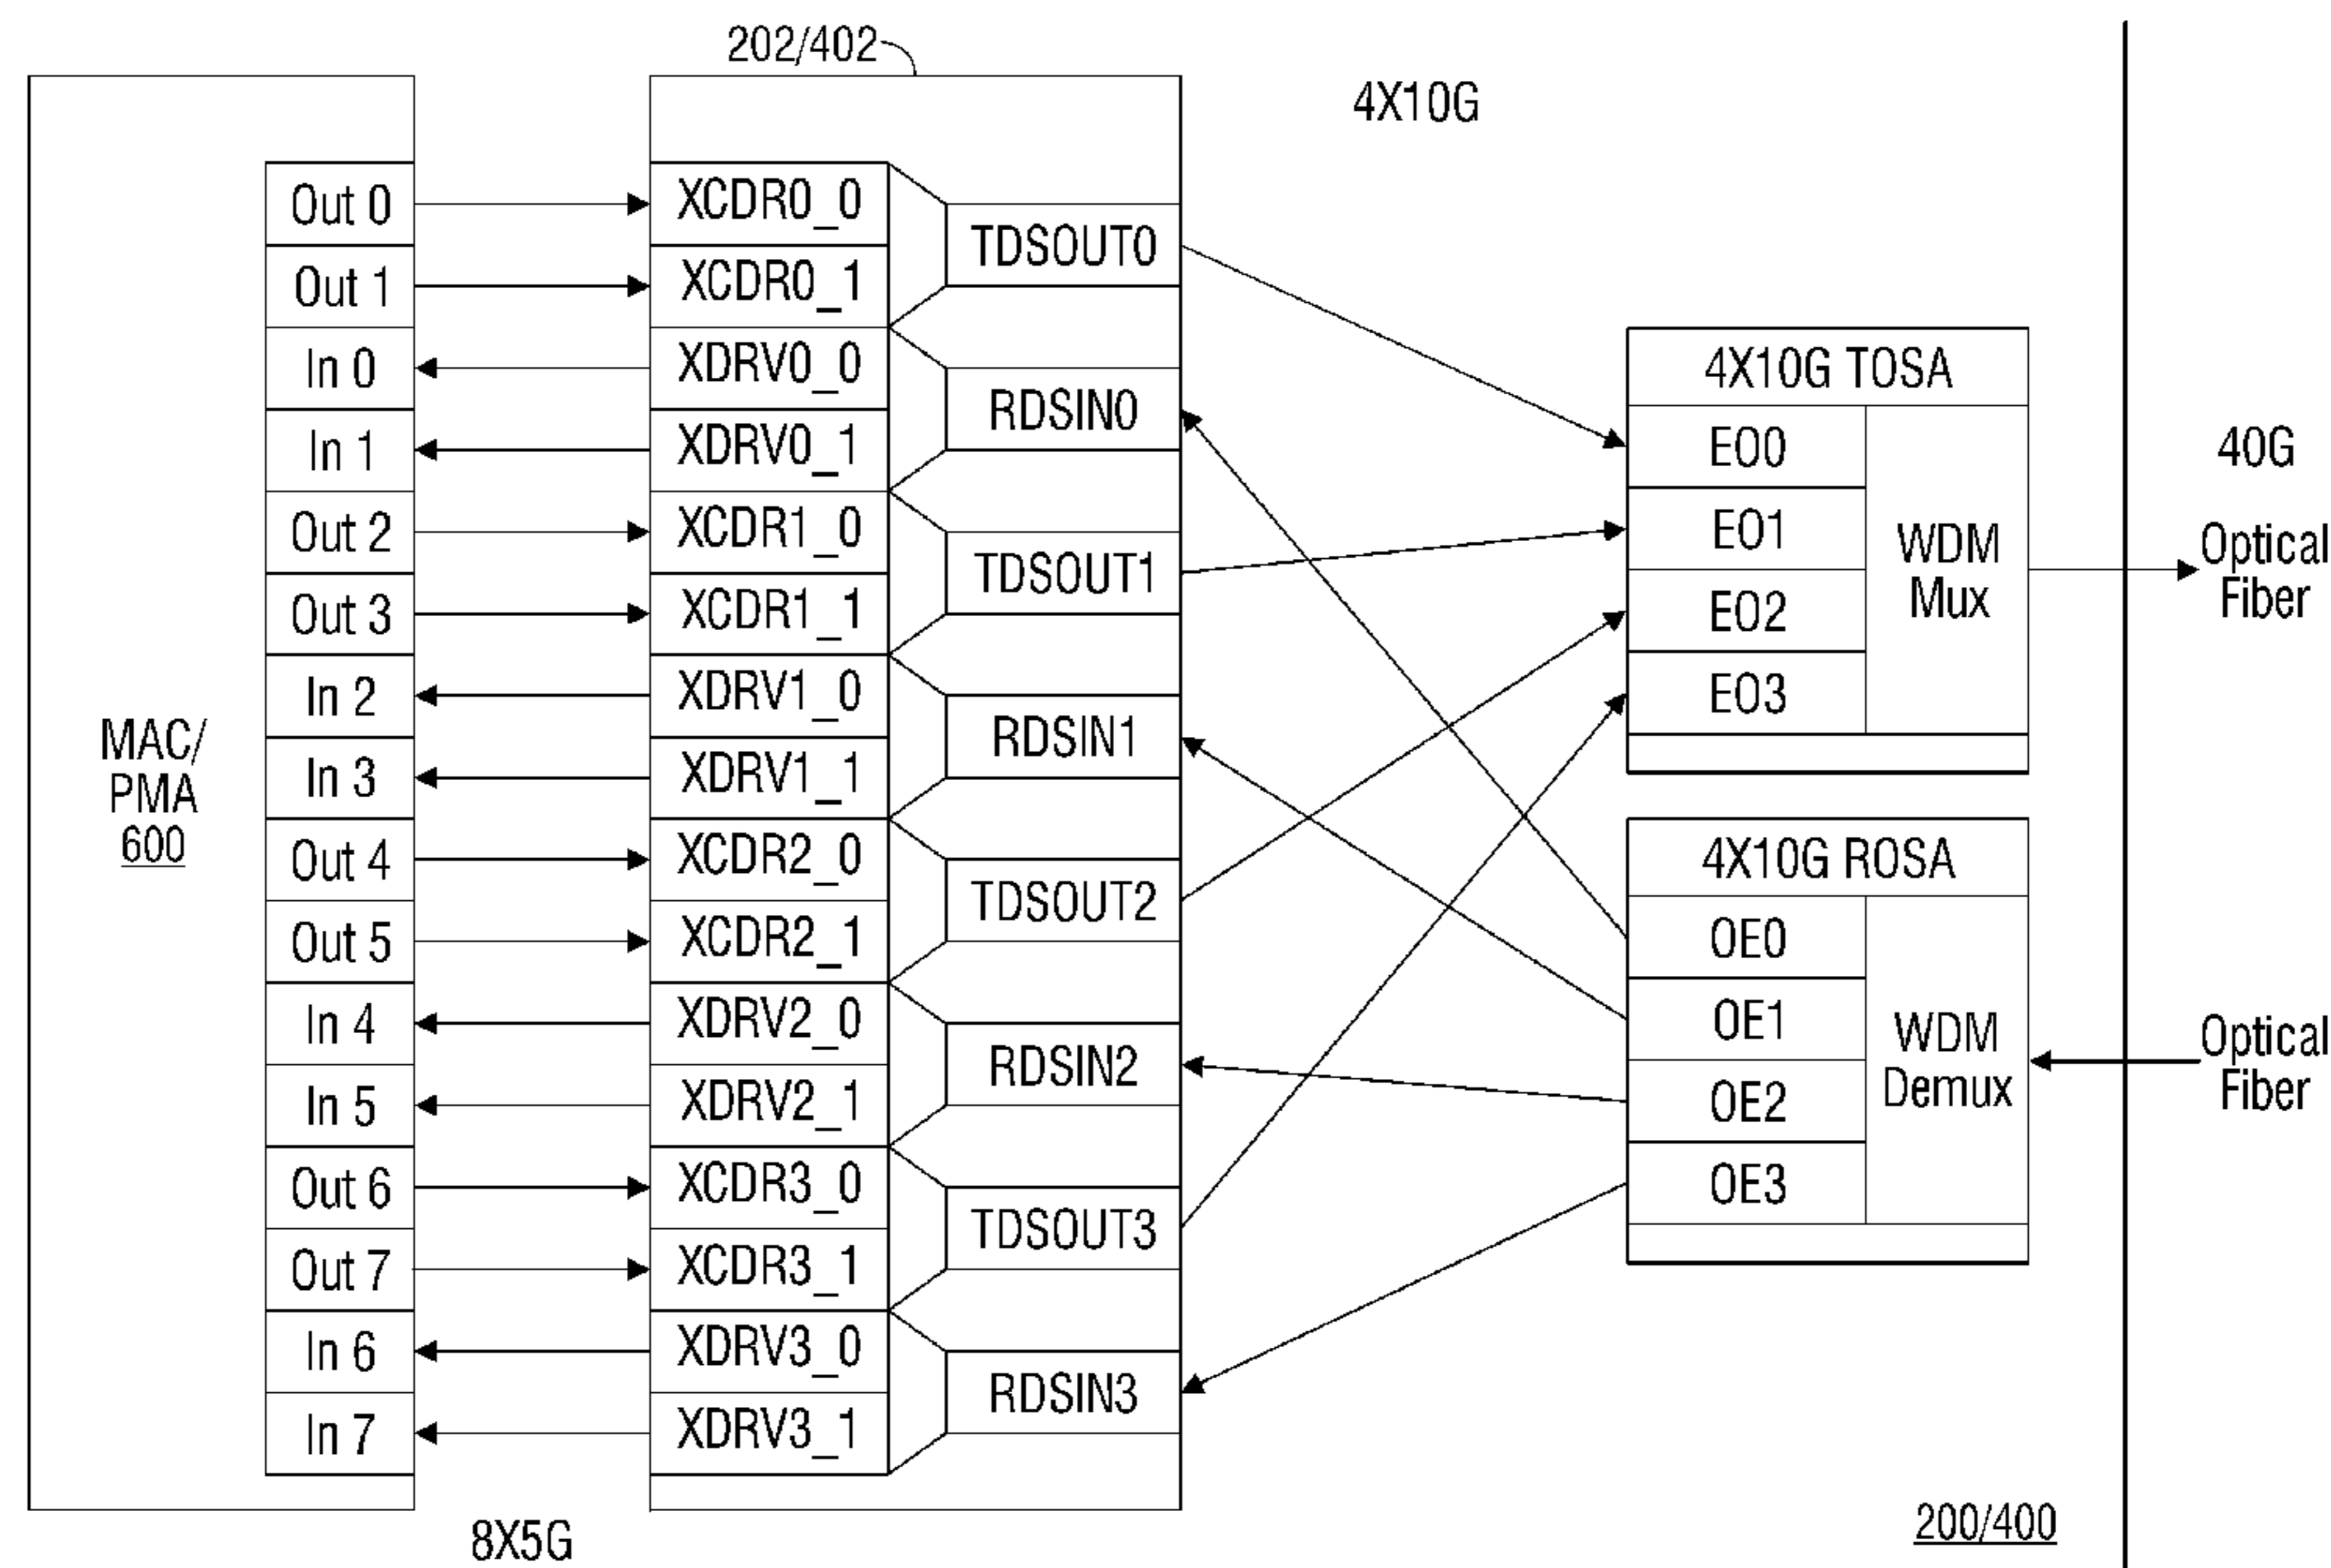 202/402
4X10G
MAC/
PMA
600
Out 0
Out 1
In 0
In 1
Out 2
Out 3
In 2
In 3
Out 4
Out 5
In 4
In 5
Out 6
Out 7
In 6
In 7
8X5G
XCDR0_0
XCDR0_1
XDRV0_0
XDRV0_1
XCDR1_0
XCDR1_1
XDRV1_0
XDRV1_1
XCDR2_0
XCDR2_1
XDRV2_0
XDRV2_1
XCDR3_0
XCDR3_1
XDRV3_0
XDRV3_1
TDSOUT0
RDSIN0
TDSOUT1
RDSIN1
TDSOUT2
RDSIN2
TDSOUT3
RDSIN3
4X10G TOSA
EO0
EO1
EO2
EO3
WDM
Mux
4X10G ROSA
OE0
OE1
OE2
OE3
WDM
Demux
40G
Optical
Fiber
Optical
Fiber
200/400